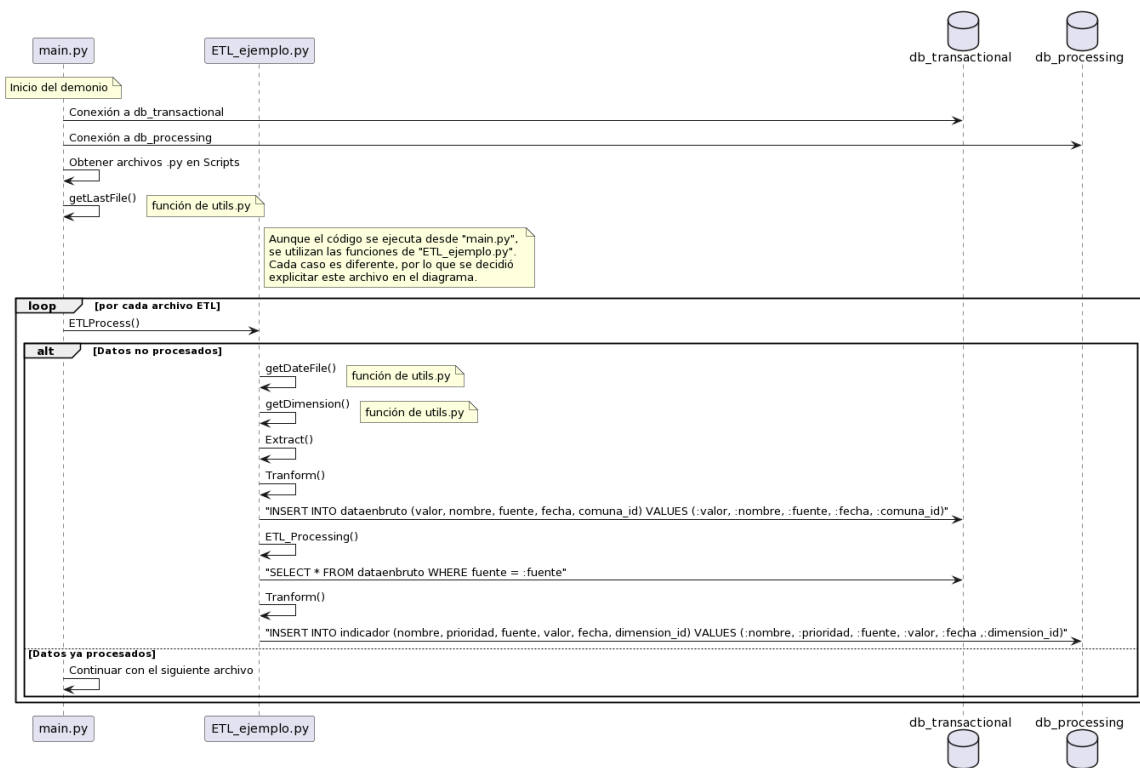 db_transactional
db_processing
main.py
ETL_ejemplo.py
Inicio del demonio
Conexión a db_transactional
Conexión a db_processing
Obtener archivos .py en Scripts
getLastFile()
función de utils.py
Aunque el código se ejecuta desde "main.py",
se utilizan las funciones de "ETL_ejemplo.py".
Cada caso es diferente, por lo que se decidió
explicitar este archivo en el diagrama.
loop
[por cada archivo ETL]
ETLProcess()
alt
[Datos no procesados]
getDateFile()
función de utils.py
getDimension()
función de utils.py
Extract()
Tranform()
"INSERT INTO dataenbruto (valor, nombre, fuente, fecha, comuna_id) VALUES (:valor, :nombre, :fuente, :fecha, :comuna_id)"
ETL_Processing()
"SELECT * FROM dataenbruto WHERE fuente = :fuente"
Tranform()
"INSERT INTO indicador (nombre, prioridad, fuente, valor, fecha, dimension_id) VALUES (:nombre, :prioridad, :fuente, :valor, :fecha ,:dimension_id)"
[Datos ya procesados]
Continuar con el siguiente archivo
main.py
ETL_ejemplo.py
db_transactional
db_processing